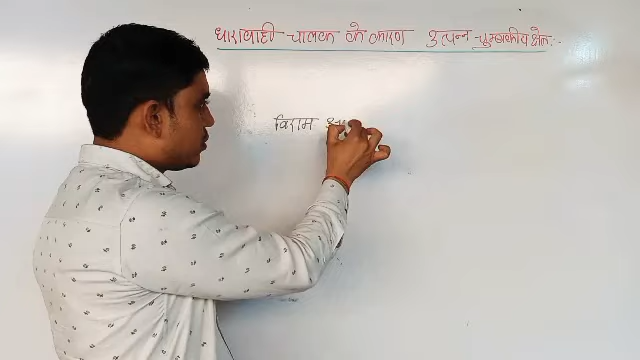 धारावाही चालक के कारण उत्पन्न चुम्बकीय क्षेत्र :-
विराम